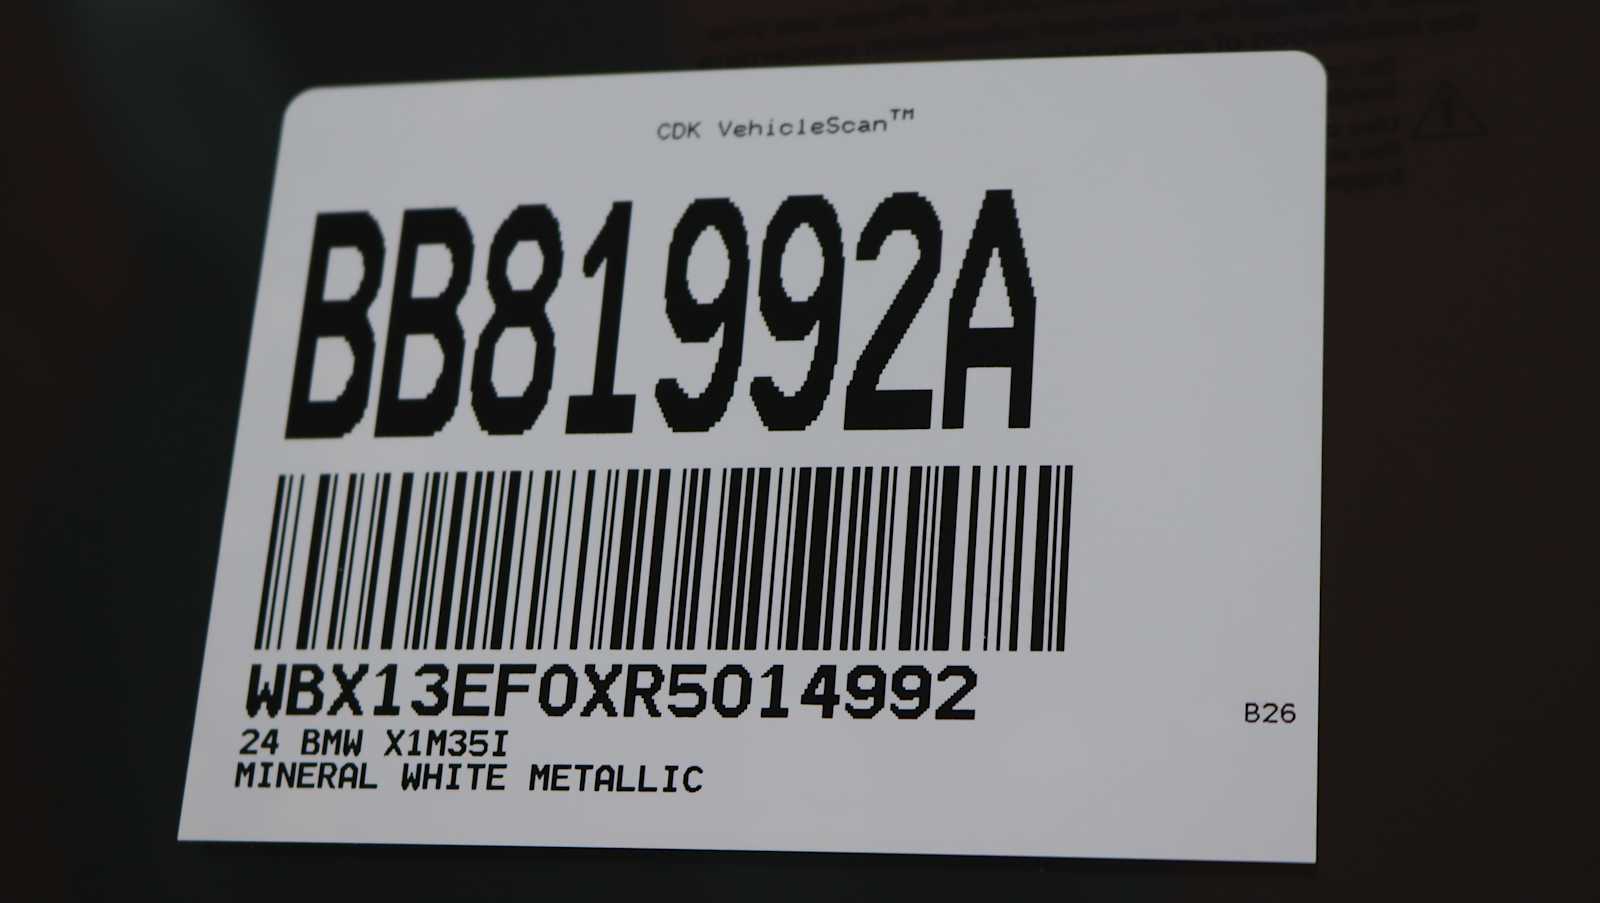 CDK VehicleScan™
BB81992A
WBX13EF0XR5014992
B26
24 BMW X1M35I
MINERAL WHITE METALLIC